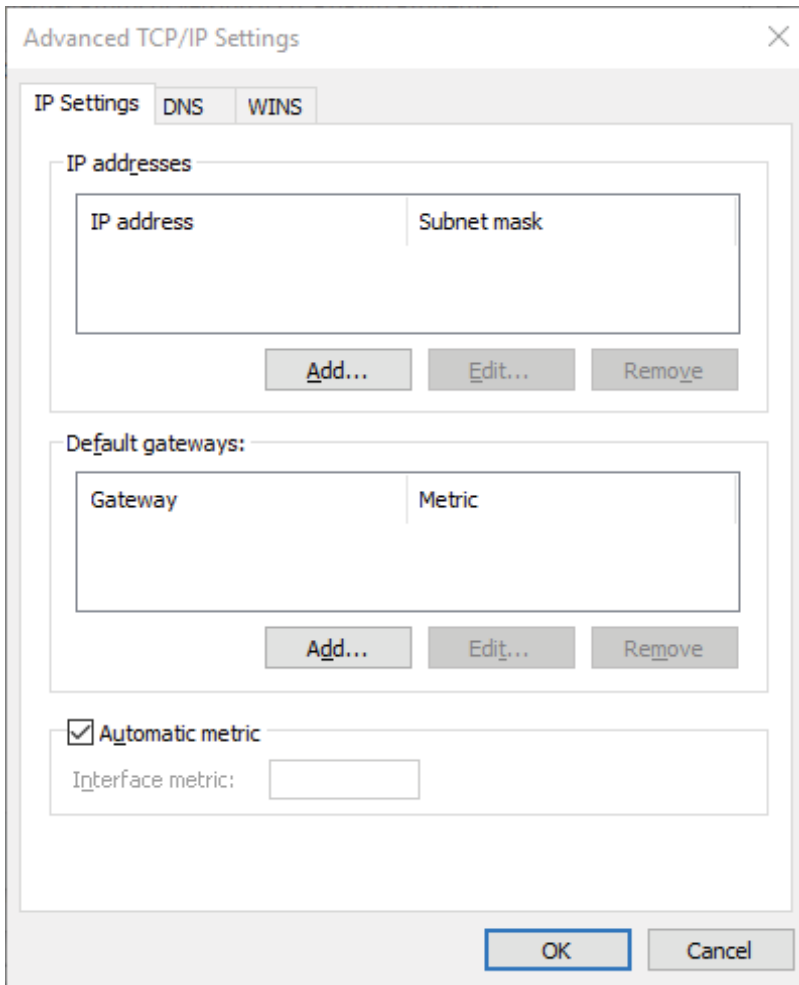 Advanced TCP/IP Settings
IP Settings DNS WINS
IP addresses
IP address Subnet mask
Add... Edit... Remove
Default gateways:
Gateway Metric
Add... Edit... Remove
Automatic metric
Interface metric:
OK Cancel